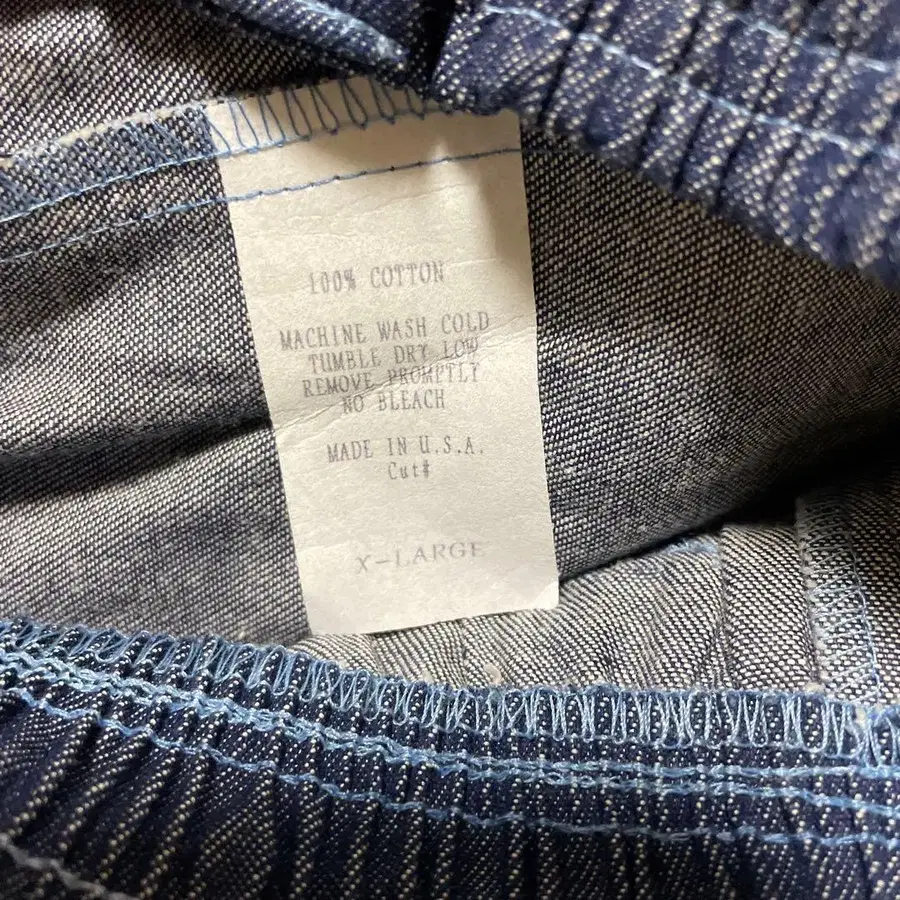 100% COTTON
MACHINE WASH COLD
TUMBLE DRY LOW
REMOVE PROMPTLY
NO BLEACH
MADE IN U.S.A.
Cut#
X-LARGE